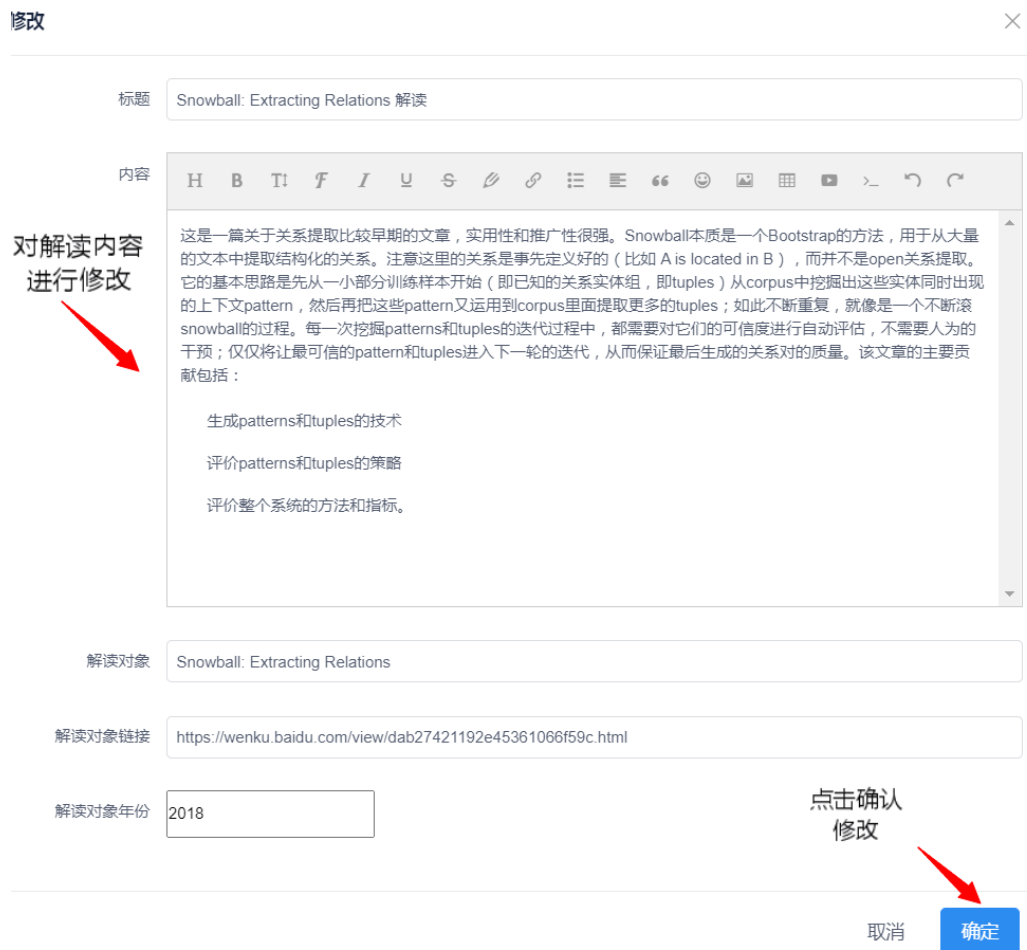 修改
标题
Snowball: Extracting Relations 解读
内容
对解读内容
进行修改
这是一篇关于关系提取比较早期的文章，实用性和推广性很强。Snowball本质是一个Bootstrap的方法，用于从大量
的文本中提取结构化的关系。注意这里的关系是事先定义好的（比如 A is located in B），而并不是open关系提取。
它的基本思路是先从一小部分训练样本开始（即已知的关系实体组，即tuples）从corpus中挖掘出这些实体同时出现
的上下文pattern，然后再把这些pattern又运用到corpus里面提取更多的tuples；如此不断重复，就像是一个不断滚
snowball的过程。每一次挖掘patterns和tuples的迭代过程中，都需要对它们的可信度进行自动评估，不需要人为的
干预；仅仅将让最可信的pattern和tuples进入下一轮的迭代，从而保证最后生成的关系对的质量。该文章的主要贡
献包括：
生成patterns和tuples的技术
评价patterns和tuples的策略
评价整个系统的方法和指标。
解读对象
Snowball: Extracting Relations
解读对象链接
https://wenku.baidu.com/view/dab27421192e45361066f59c.html
解读对象年份
2018
点击确认
修改
取消
确定